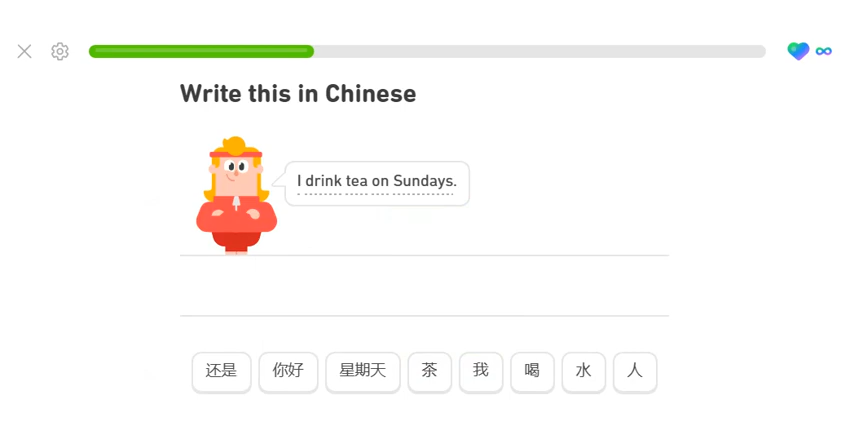 Write this in Chinese
I drink tea on Sundays.
还是 你好 星期天 茶 我 喝 水 人